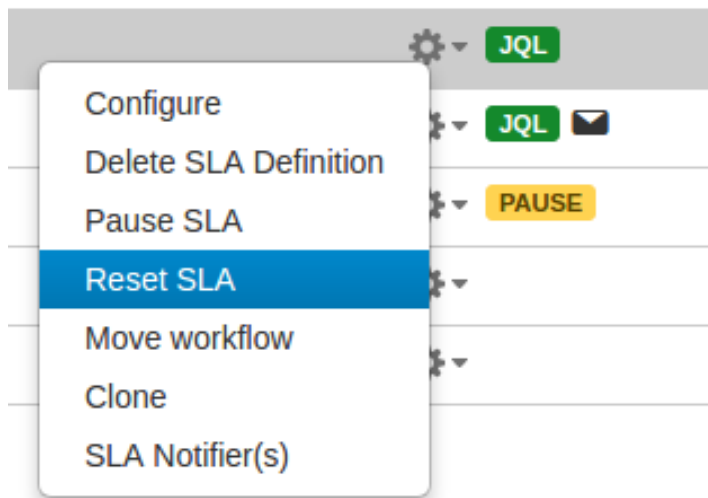 JQL
Configure
JQL
Delete SLA Definition
Pause SLA
PAUSE
Reset SLA
Move workflow
Clone
SLA Notifier(s)